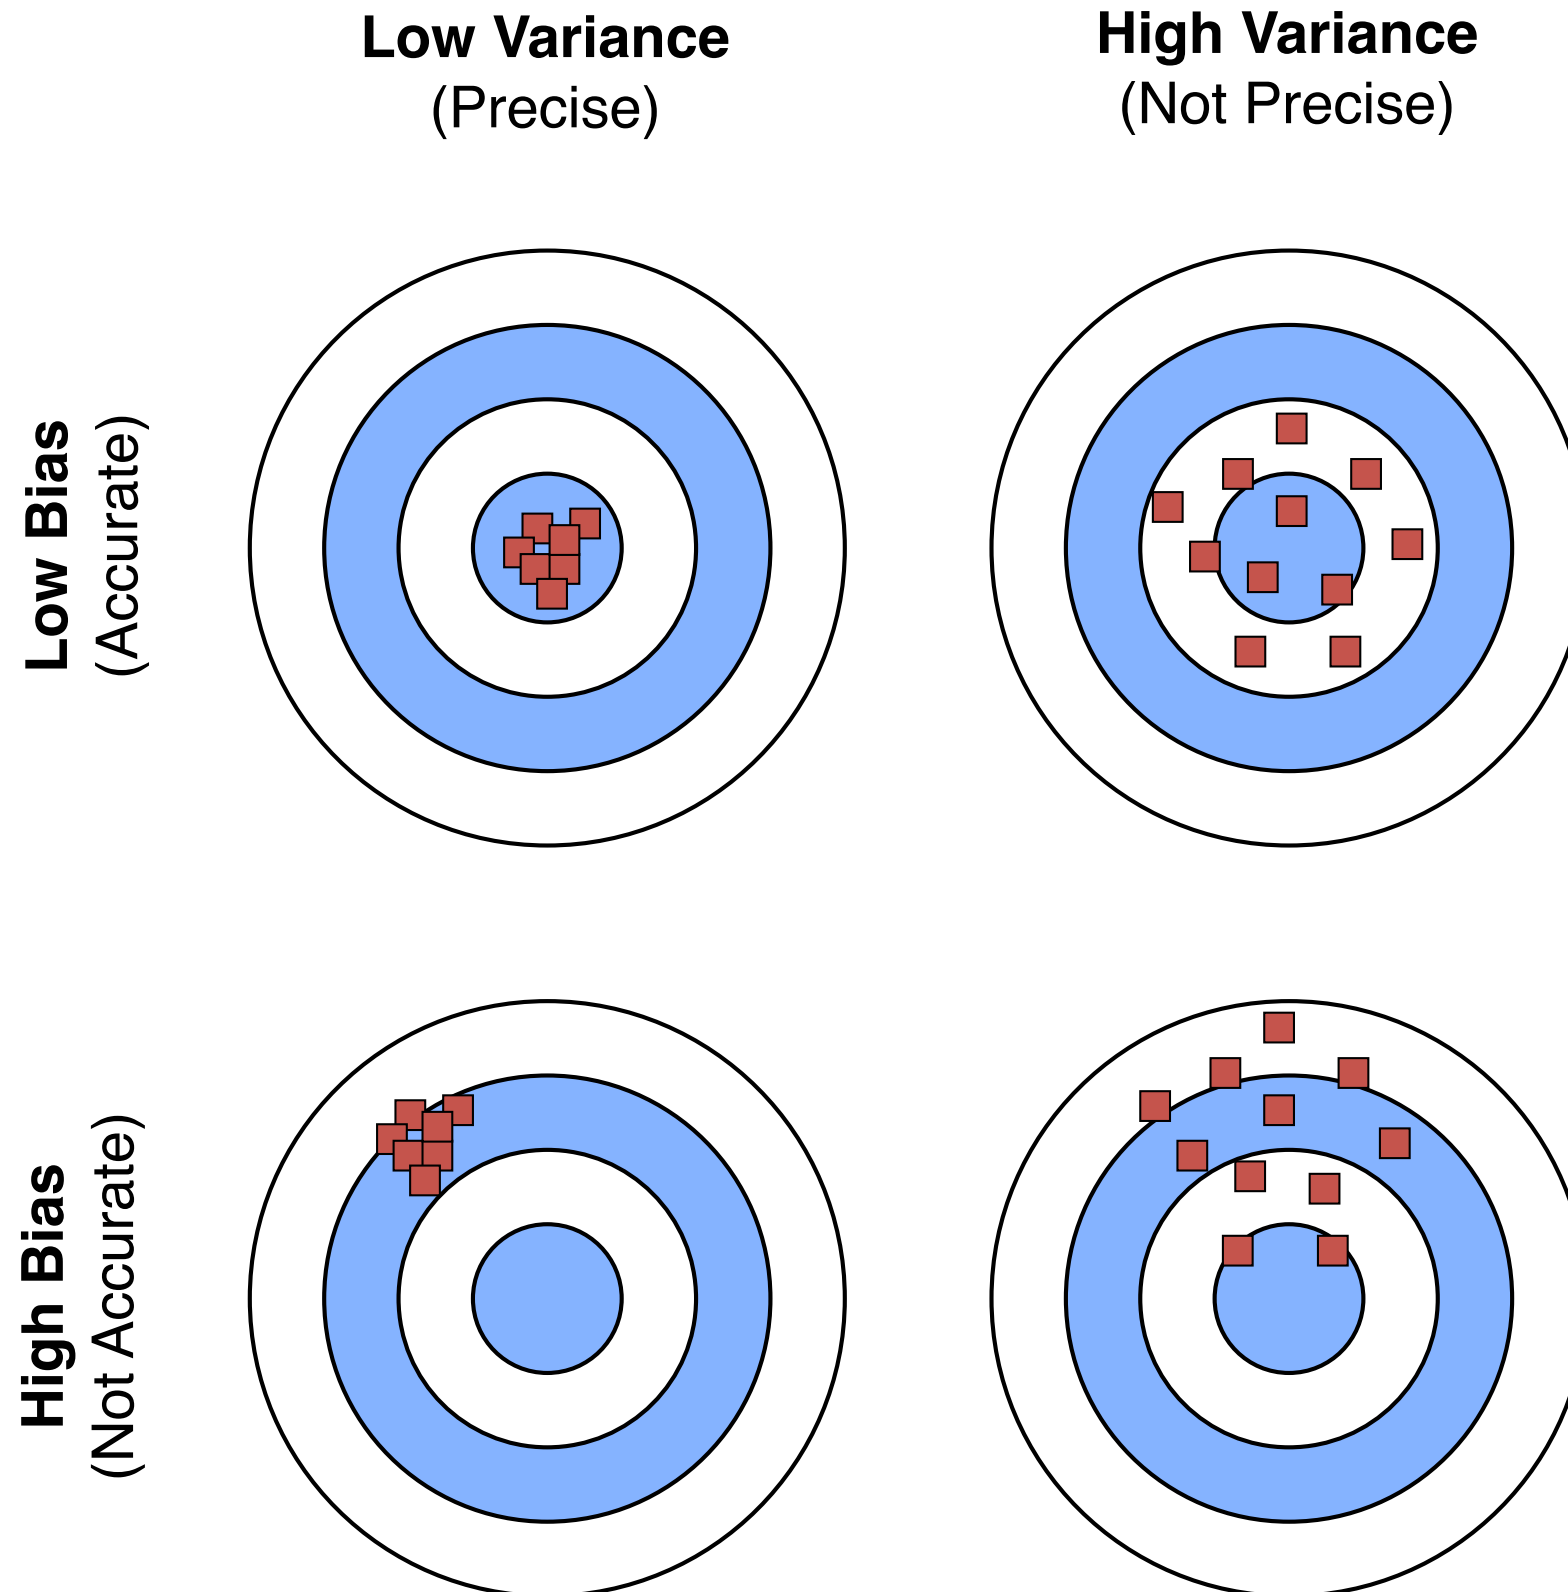 Low Variance
(Precise)
High Variance
(Not Precise)
Low Bias
(Accurate)
High Bias
(Not Accurate)